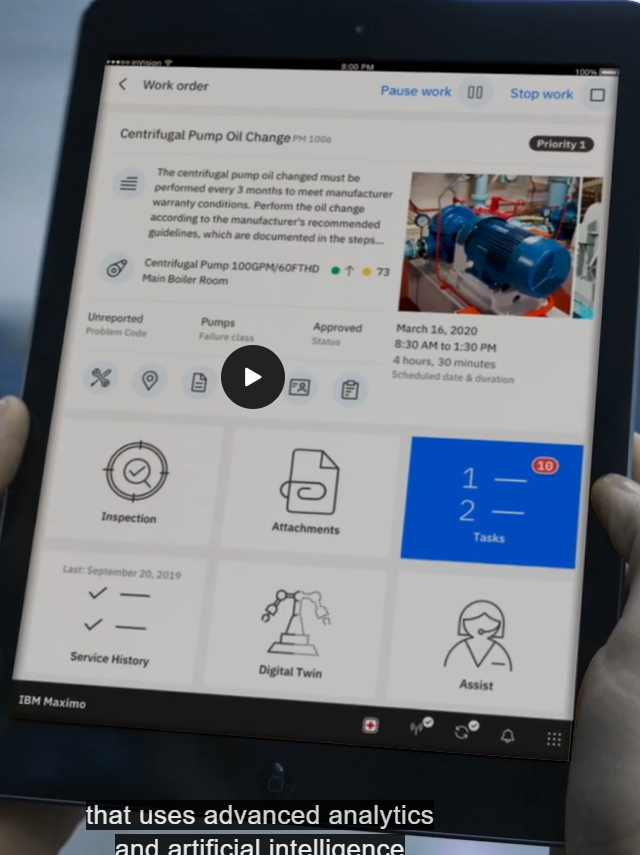 inVision
8:00 PM
100%
Work order
Pause work
Stop work
Centrifugal Pump Oil Change PM 1006
Priority 1
The centrifugal pump oil changed must be
performed every 3 months to meet manufacturer
warranty conditions. Perform the oil change
according to the manufacturer's recommended
guidelines, which are documented in the steps...
Centrifugal Pump 100GPM/60FTHD
73
Main Boiler Room
Unreported
Problem Code
Pumps
Failure class
Approved
Status
March 16, 2020
8:30 AM to 1:30 PM
4 hours, 30 minutes
Scheduled date & duration
Inspection
Attachments
10
1
2
Tasks
Last: September 20, 2019
Service History
Digital Twin
Assist
IBM Maximo
that uses advanced analytics
and artificial intelligence